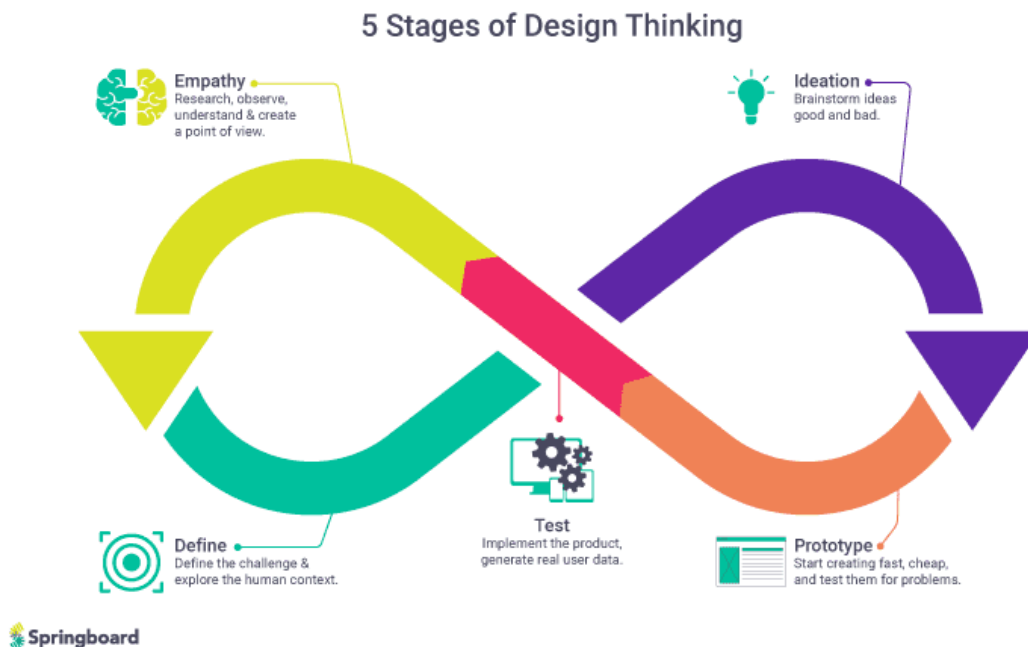 5 Stages of Design Thinking
Empathy
Research, observe,
understand & create
a point of view.
Ideation
Brainstorm ideas
good and bad.
Define
Define the challenge &
explore the human context.
Test
Implement the product,
generate real user data.
Prototype
Start creating fast, cheap,
and test them for problems.
Springboard